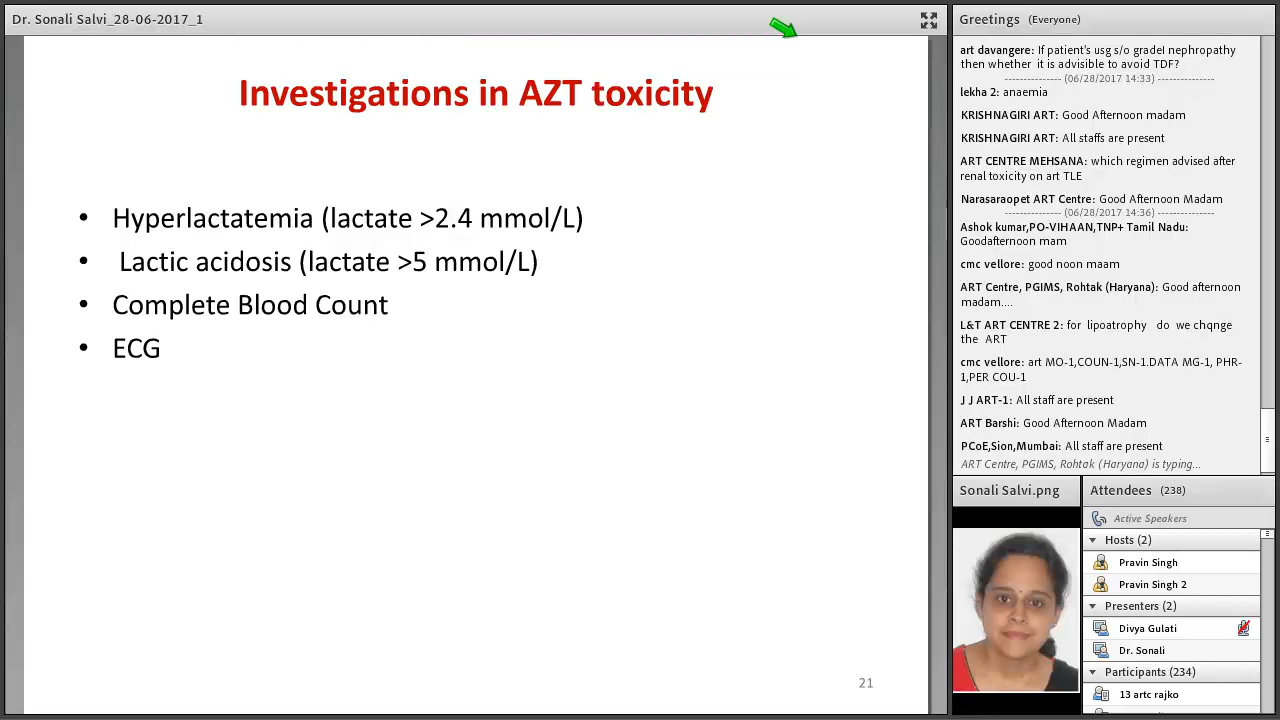 Dr. Sonali Salvi_28-06-2017_1
Investigations in AZT toxicity
• Hyperlactatemia (lactate >2.4 mmol/L)
• Lactic acidosis (lactate >5 mmol/L)
• Complete Blood Count
• ECG
21
Greetings (Everyone)
art davangere: If patient's usg s/o gradeI nephropathy
then whether it is advisible to avoid TDF?
--------------- (06/28/2017 14:33) ---------------
lekha 2: anaemia
KRISHNAGIRI ART: Good Afternoon madam
KRISHNAGIRI ART: All staffs are present
ART CENTRE MEHSANA: which regimen advised after
renal toxicity on art TLE
Narasaraopet ART Centre: Good Afternoon Madam
--------------- (06/28/2017 14:36) ---------------
Ashok kumar,PO-VIHAAN,TNP+ Tamil Nadu:
Goodafternoon mam
cmc vellore: good noon maam
ART Centre, PGIMS, Rohtak (Haryana): Good afternoon
madam....
L&T ART CENTRE 2: for lipoatrophy do we chqnge
the ART
cmc vellore: art MO-1,COUN-1,SN-1.DATA MG-1, PHR-
1,PER COU-1
J J ART-1: All staff are present
ART Barshi: Good Afternoon Madam
PCoE,Sion,Mumbai: All staff are present
ART Centre, PGIMS, Rohtak (Haryana) is typing...
Sonali Salvi.png
Attendees (238)
Active Speakers
Hosts (2)
Pravin Singh
Pravin Singh 2
Presenters (2)
Divya Gulati
Dr. Sonali
Participants (234)
13 artc rajko